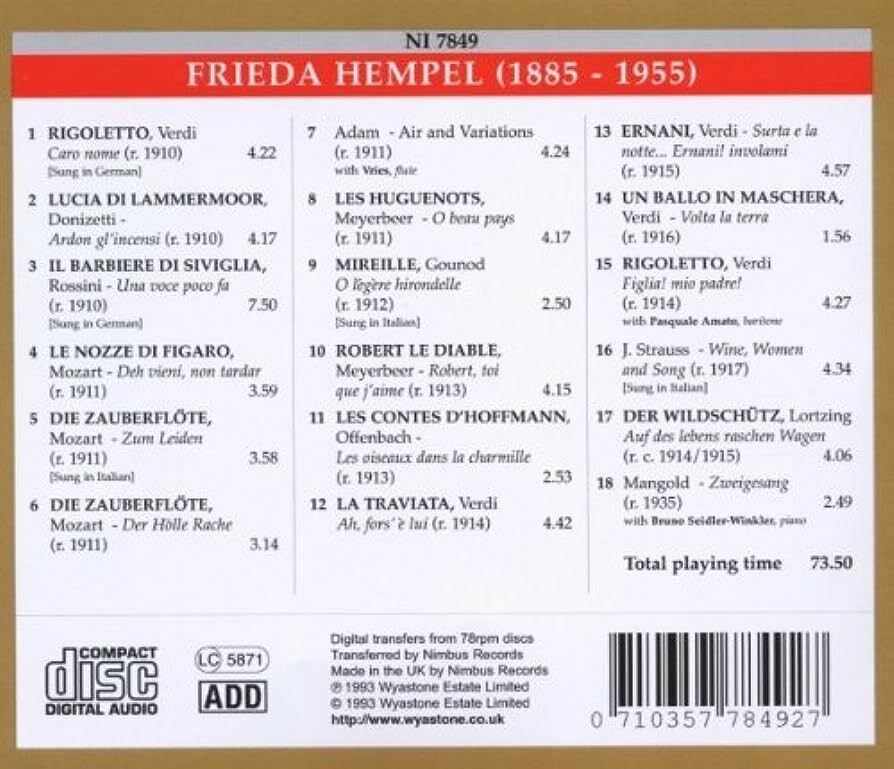 NI 7849
FRIEDA HEMPEL (1885 - 1955)
1 RIGOLETTO, Verdi
Caro nome (r. 1910) 4.22
[Sung in German]
2 LUCIA DI LAMMERMOOR,
Donizetti -
Ardon gl'incensi (r. 1910) 4.17
3 IL BARBIERE DI SIVIGLIA,
Rossini - Una voce poco fa
(r. 1910) 7.50
[Sung in German]
4 LE NOZZE DI FIGARO,
Mozart - Deh vieni, non tardar
(r. 1911) 3.59
5 DIE ZAUBERFLÖTE,
Mozart - Zum Leiden
(r. 1911) 3.58
[Sung in Italian]
6 DIE ZAUBERFLÖTE,
Mozart - Der Hölle Rache
(r. 1911) 3.14
7 Adam - Air and Variations
(r. 1911) 4.24
with Vries, flute
8 LES HUGUENOTS,
Meyerbeer - O beau pays
(r. 1911) 4.17
9 MIREILLE, Gounod
O légère hirondelle
(r. 1912) 2.50
[Sung in Italian]
10 ROBERT LE DIABLE,
Meyerbeer - Robert, toi
que j'aime (r. 1913) 4.15
11 LES CONTES D'HOFFMANN,
Offenbach -
Les oiseaux dans la charmille
(r. 1913) 2.53
12 LA TRAVIATA, Verdi
Ah, fors' è lui (r. 1914) 4.42
13 ERNANI, Verdi - Surta e la
notte... Ernani! involami
(r. 1915) 4.57
14 UN BALLO IN MASCHERA,
Verdi - Volta la terra
(r. 1916) 1.56
15 RIGOLETTO, Verdi
Figlia! mio padre!
(r. 1914) 4.27
with Pasquale Amato, baritone
16 J. Strauss - Wine, Women
and Song (r. 1917) 4.34
[Sung in Italian]
17 DER WILDSCHÜTZ, Lortzing
Auf des lebens raschen Wagen
(r. c. 1914/1915) 4.06
18 Mangold - Zweigesang
(r. 1935) 2.49
with Bruno Seidler-Winkler, piano
Total playing time 73.50
COMPACT
disc
DIGITAL AUDIO
LC 5871
ADD
Digital transfers from 78rpm discs
Transferred by Nimbus Records
Made in the UK by Nimbus Records
℗ 1993 Wyastone Estate Limited
© 1993 Wyastone Estate Limited
http://www.wyastone.co.uk
0 710357 784927